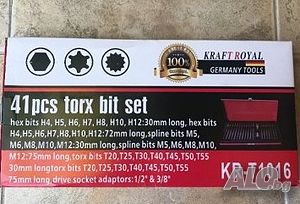 100%
KRAFT ROYAL
GERMANY TOOLS
41pcs torx bit set
hex bits H4, H5, H6, H7, H8, H10, H12:30mm long, hex bits
H4,H5,H6,H7,H8,H10,H12:72mm long,spline bits M5,
M6,M8,M10,M12:30mm long,spline bits M5,M6,M8,M10,
M12:75mm long,torx bits T20,T25,T30,T40,T45,T50,T55
30mm longtorx bits T20,T25,T30,T40,T45,T50,T55
75mm long,drive socket adaptors:1/2" & 3/8"
KR-T1016